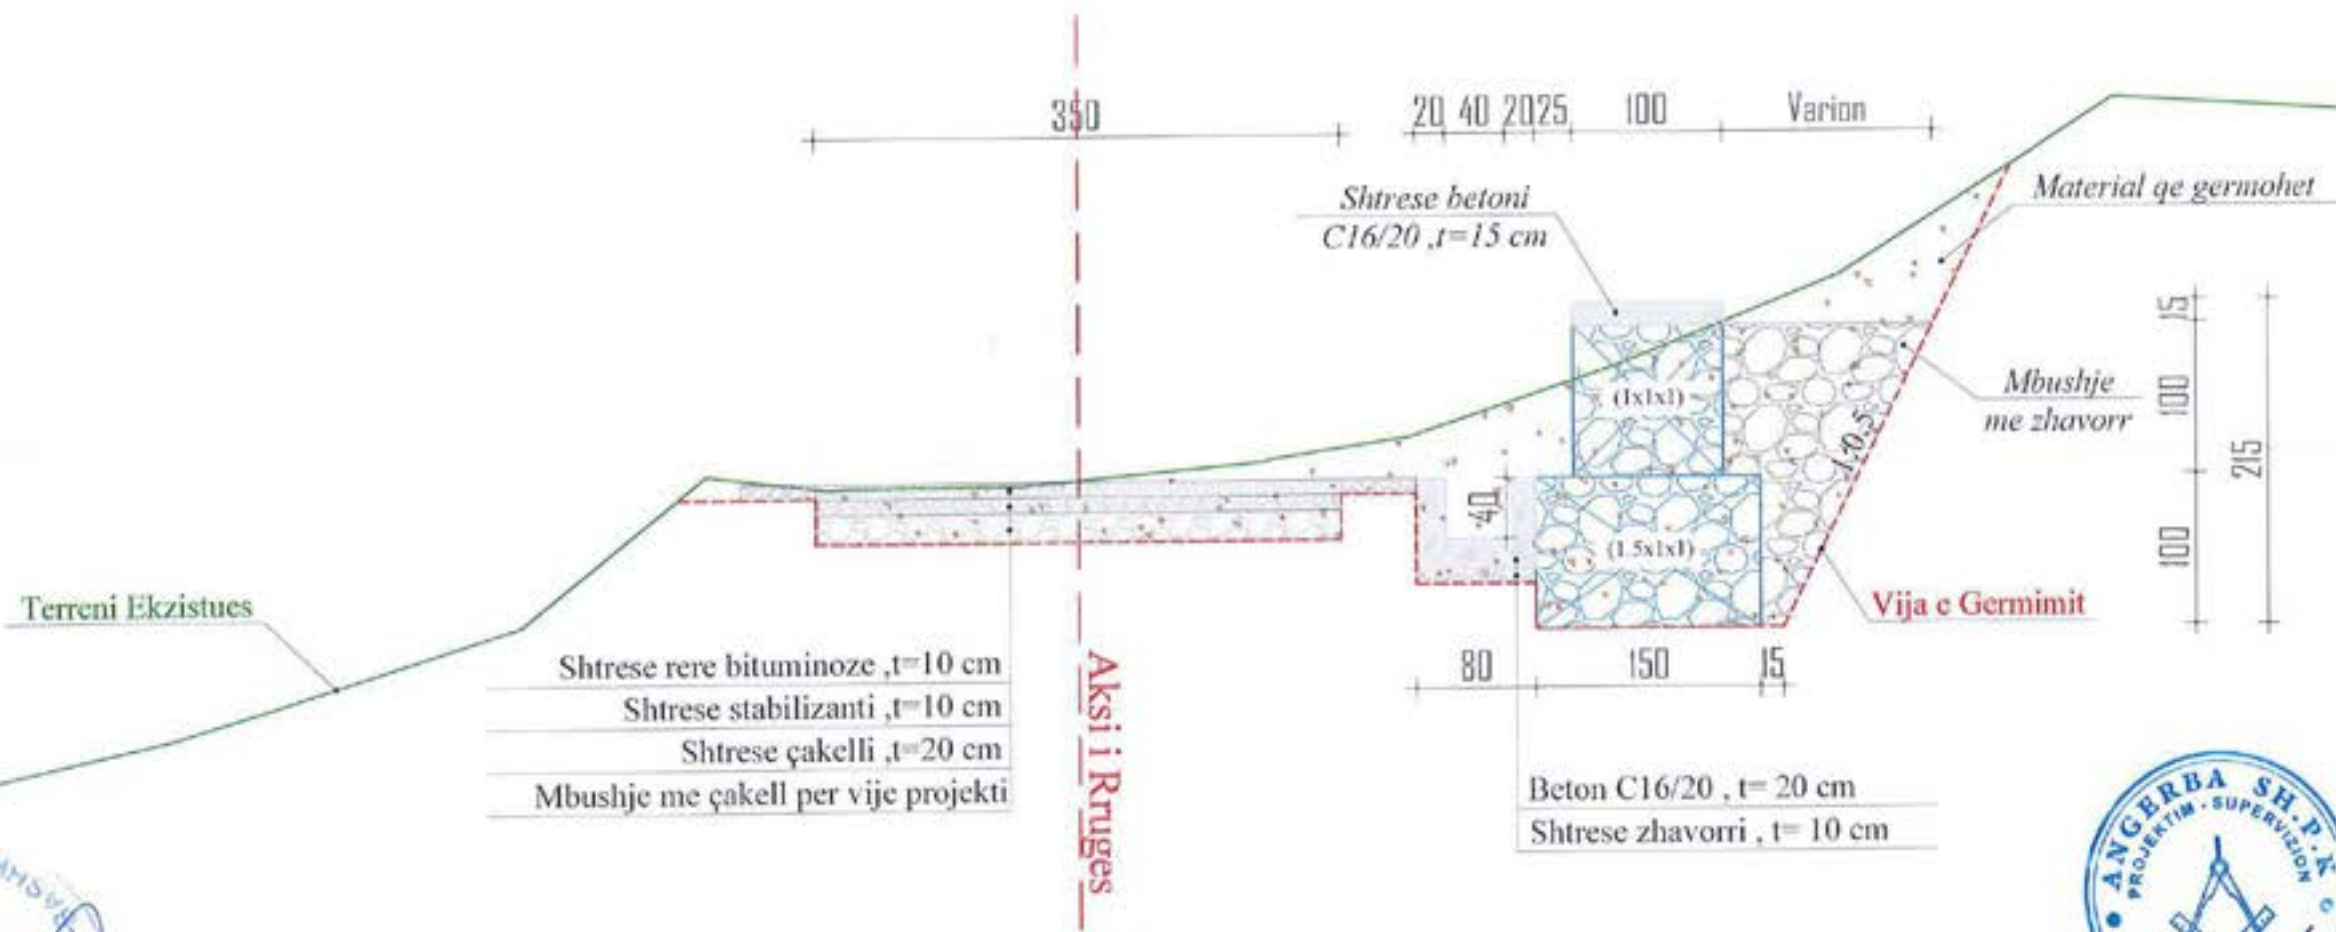 350
20 40 20 25 100 Varion
Shtrese betoni
C16/20 ,t=15 cm
Material qe germohet
15
100
100
215
(1x1x1)
Mbushje
me zhavorr
1:0.5
40
(1.5x1x1)
Terreni Ekzistues
Vija e Germimit
Shtrese rere bituminoze ,t=10 cm
Shtrese stabilizanti ,t=10 cm
Shtrese çakelli ,t=20 cm
Mbushje me çakell per vije projekti
Aksi i Rruges
80 150 15
Beton C16/20 , t= 20 cm
Shtrese zhavorri , t= 10 cm
ANGERBA SH.P.K
PROJEKTIM - SUPERVIZION